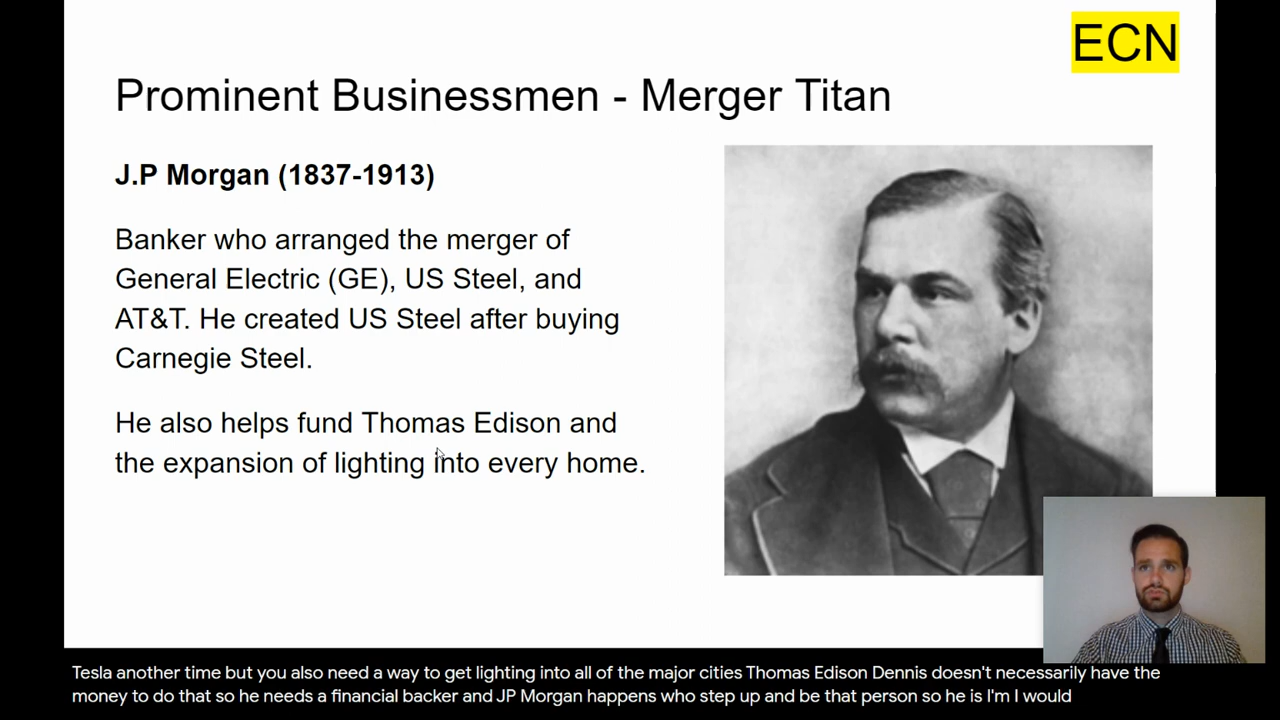 ECN
Prominent Businessmen - Merger Titan
J.P Morgan (1837-1913)
Banker who arranged the merger of
General Electric (GE), US Steel, and
AT&T. He created US Steel after buying
Carnegie Steel.
He also helps fund Thomas Edison and
the expansion of lighting into every home.
Tesla another time but you also need a way to get lighting into all of the major cities Thomas Edison Dennis doesn't necessarily have the
money to do that so he needs a financial backer and JP Morgan happens who step up and be that person so he is I'm I would